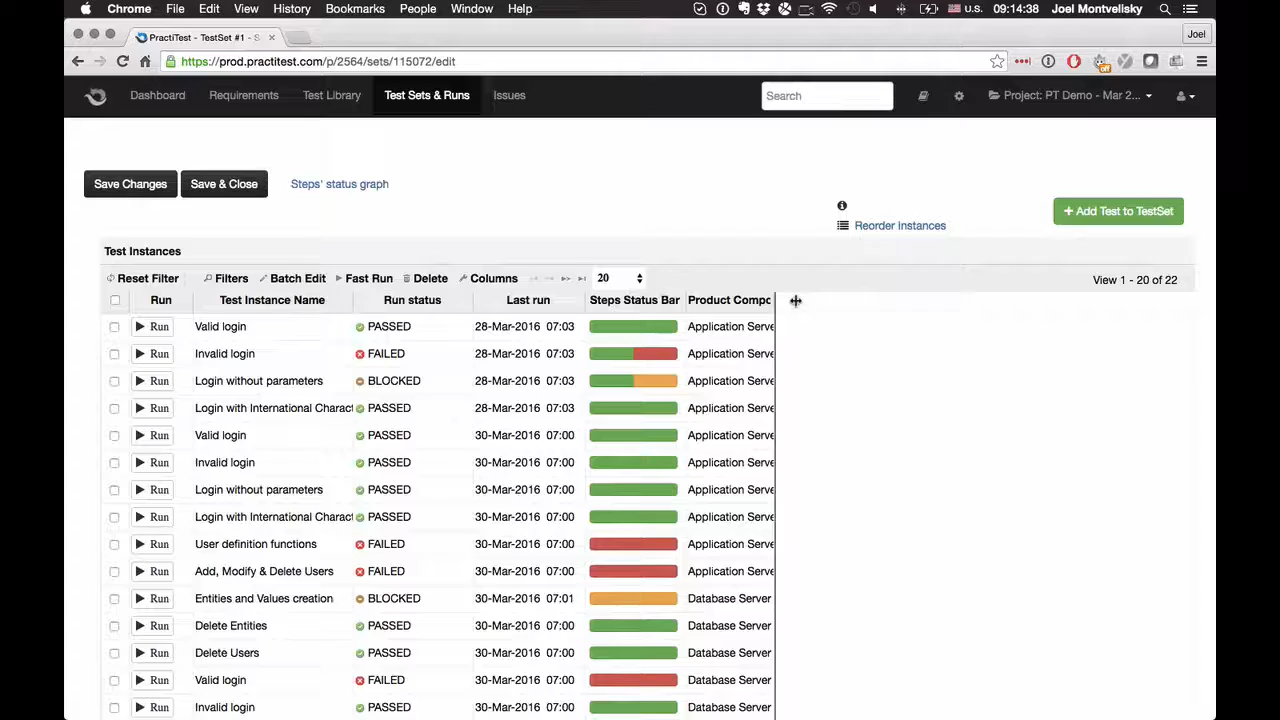 Chrome File Edit View History Bookmarks People Window Help U.S. 09:14:38 Joel Montvelisky
PractiTest - TestSet #1 - S Joel
https://prod.practitest.com/p/2564/sets/115072/edit off
Dashboard Requirements Test Library Test Sets & Runs Issues Search Project: PT Demo - Mar 2...
Save Changes Save & Close Steps' status graph
+ Add Test to TestSet
Reorder Instances
Test Instances
Reset Filter Filters Batch Edit Fast Run Delete Columns 20 View 1 - 20 of 22
Run Test Instance Name Run status Last run Steps Status Bar Product Compo
Run Valid login PASSED 28-Mar-2016 07:03 Application Serve
Run Invalid login FAILED 28-Mar-2016 07:03 Application Serve
Run Login without parameters BLOCKED 28-Mar-2016 07:03 Application Serve
Run Login with International Charact PASSED 28-Mar-2016 07:03 Application Serve
Run Valid login PASSED 30-Mar-2016 07:00 Application Serve
Run Invalid login PASSED 30-Mar-2016 07:00 Application Serve
Run Login without parameters PASSED 30-Mar-2016 07:00 Application Serve
Run Login with International Charact PASSED 30-Mar-2016 07:00 Application Serve
Run User definition functions FAILED 30-Mar-2016 07:00 Application Serve
Run Add, Modify & Delete Users FAILED 30-Mar-2016 07:00 Application Serve
Run Entities and Values creation BLOCKED 30-Mar-2016 07:01 Database Server
Run Delete Entities PASSED 30-Mar-2016 07:00 Database Server
Run Delete Users PASSED 30-Mar-2016 07:00 Database Server
Run Valid login FAILED 30-Mar-2016 07:00 Database Server
Run Invalid login PASSED 30-Mar-2016 07:00 Database Server